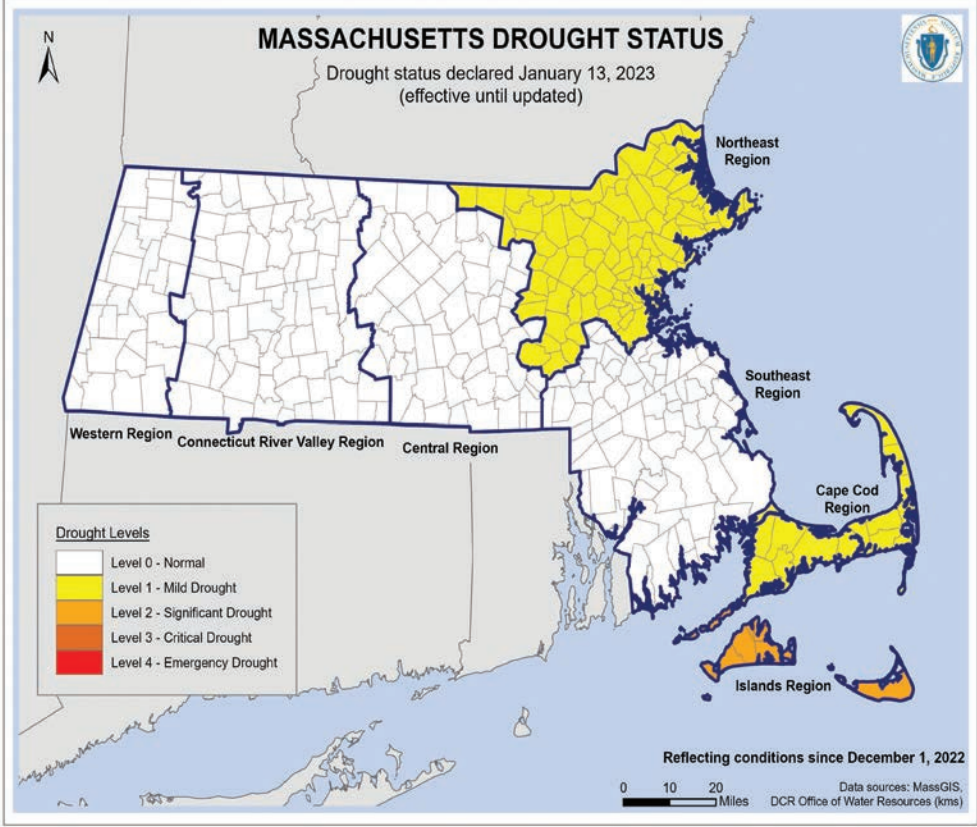 N
MASSACHUSETTS DROUGHT STATUS
Drought status declared January 13, 2023
(effective until updated)
Northeast
Region
Southeast
Region
Western Region
Connecticut River Valley Region
Central Region
Cape Cod
Region
Islands Region
Drought Levels
Level 0 - Normal
Level 1 - Mild Drought
Level 2 - Significant Drought
Level 3 - Critical Drought
Level 4 - Emergency Drought
Reflecting conditions since December 1, 2022
0 10 20
Miles
Data sources: MassGIS,
DCR Office of Water Resources (kms)